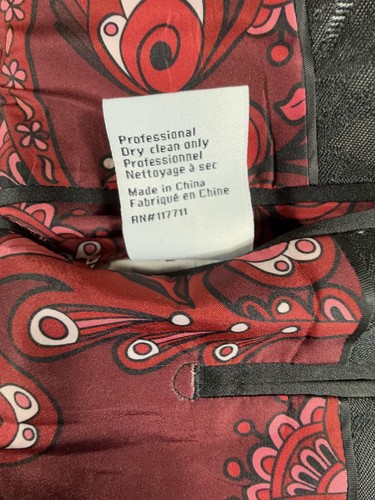 Professional
Dry clean only
Professionnel
Nettoyage à sec
Made in China
Fabriqué en Chine
RN#117711